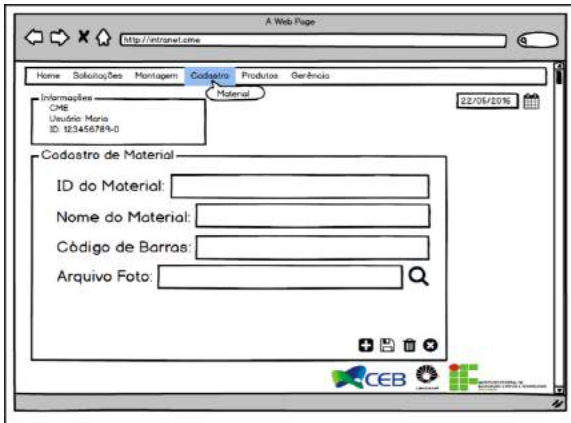 A Web Page
http://intranet.cme
Home Solicitações Montagem Cadastro Produtos Gerência
Material
Informações
CME
Usuário: Maria
ID: 123456789-0
22/05/2016
Cadastro de Material
ID do Material:
Nome do Material:
Código de Barras:
Arquivo Foto:
CEB
UNICAMP